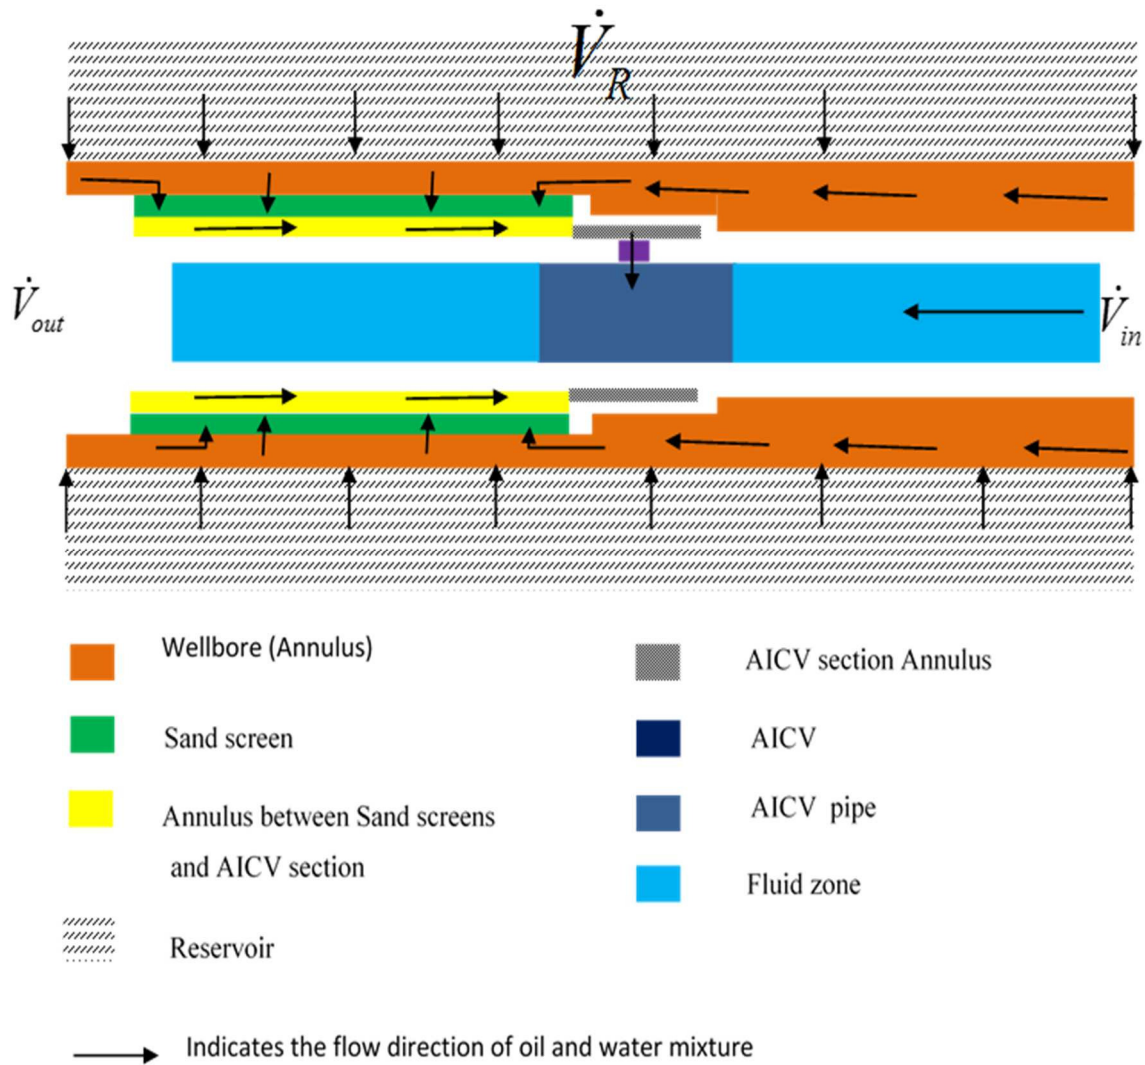 V̇R
V̇out
V̇in
Wellbore (Annulus)
AICV section Annulus
Sand screen
AICV
Annulus between Sand screens
and AICV section
AICV pipe
Fluid zone
Reservoir
Indicates the flow direction of oil and water mixture